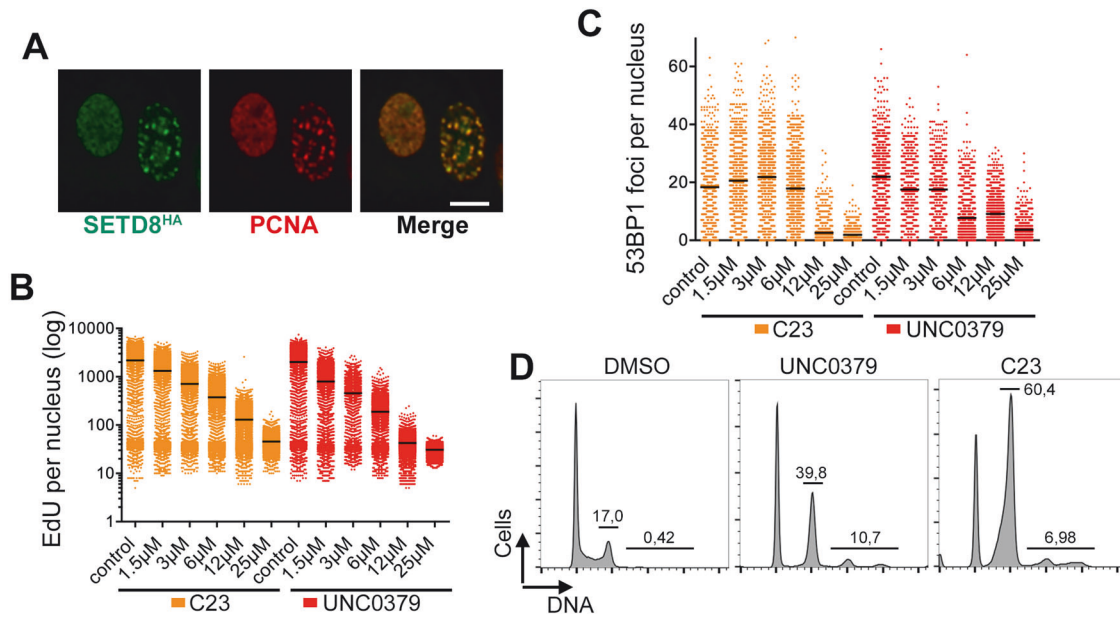 A
SETD8HA
PCNA
Merge
B
EdU per nucleus (log)
10000
1000
100
10
1
control
1.5µM
3µM
6µM
12µM
25µM
control
1.5µM
3µM
6µM
12µM
25µM
C23
UNC0379
C
53BP1 foci per nucleus
60
40
20
0
control
1.5µM
3µM
6µM
12µM
25µM
control
1.5µM
3µM
6µM
12µM
25µM
C23
UNC0379
D
DMSO
UNC0379
C23
17,0
0,42
39,8
10,7
60,4
6,98
Cells
DNA